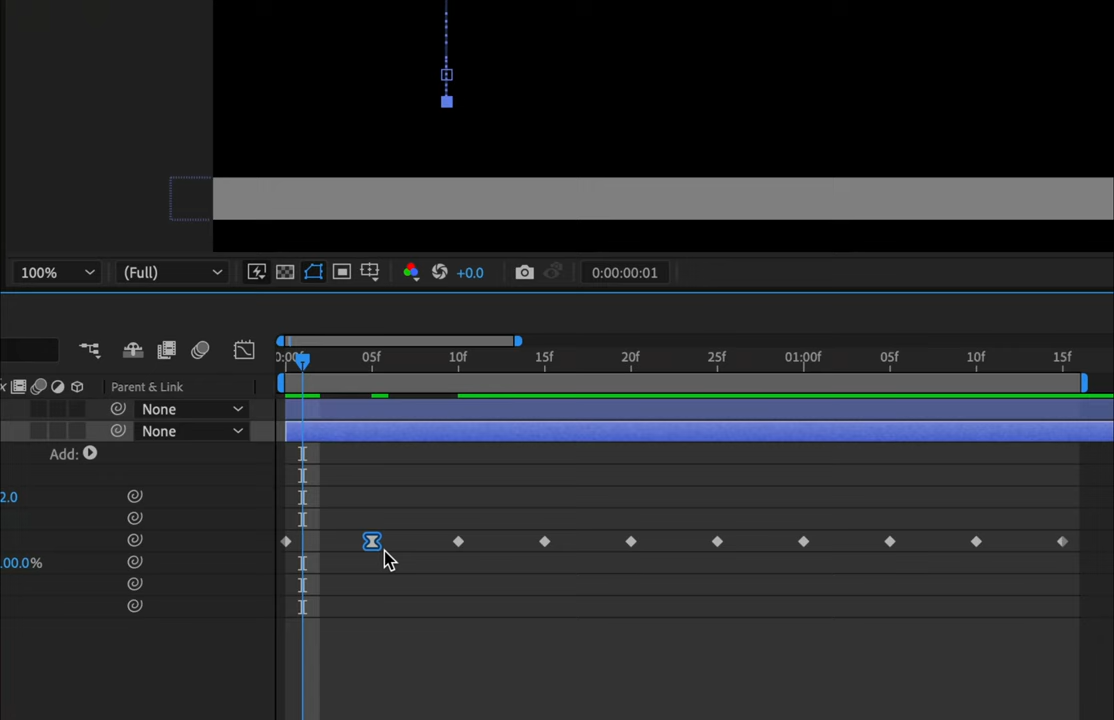 100%
(Full)
+0.0
0:00:00:01
0:00f
05f
10f
15f
20f
25f
01:00f
05f
10f
15f
Parent & Link
None
None
Add:
2.0
00.0%